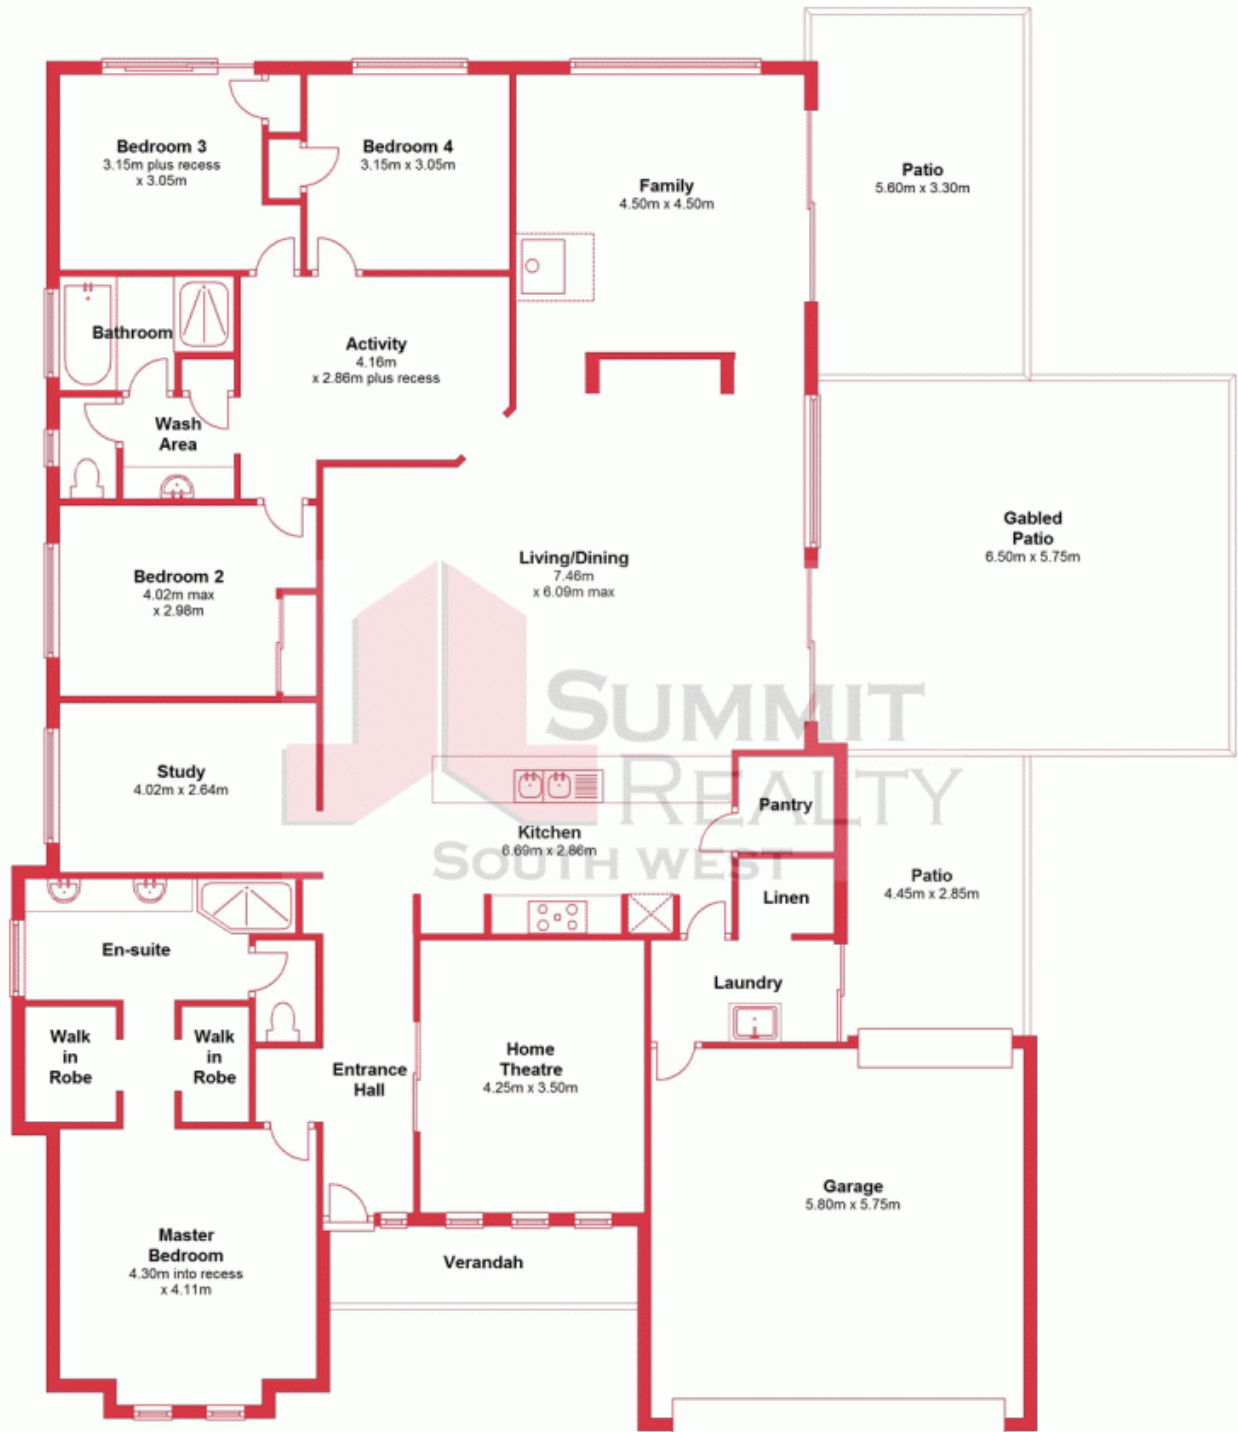 Bedroom 3
3.15m plus recess
x 3.05m
Bedroom 4
3.15m x 3.05m
Family
4.50m x 4.50m
Patio
5.60m x 3.30m
Bathroom
Activity
4.16m
x 2.86m plus recess
Wash
Area
Gabled
Patio
6.50m x 5.75m
Living/Dining
7.46m
x 6.09m max
Bedroom 2
4.02m max
x 2.98m
SUMMIT
REALTY
SOUTH WEST
Study
4.02m x 2.64m
Pantry
Kitchen
6.69m x 2.86m
Linen
Patio
4.45m x 2.85m
En-suite
Laundry
Walk
in
Robe
Walk
in
Robe
Entrance
Hall
Home
Theatre
4.25m x 3.50m
Garage
5.80m x 5.75m
Master
Bedroom
4.30m into recess
x 4.11m
Verandah